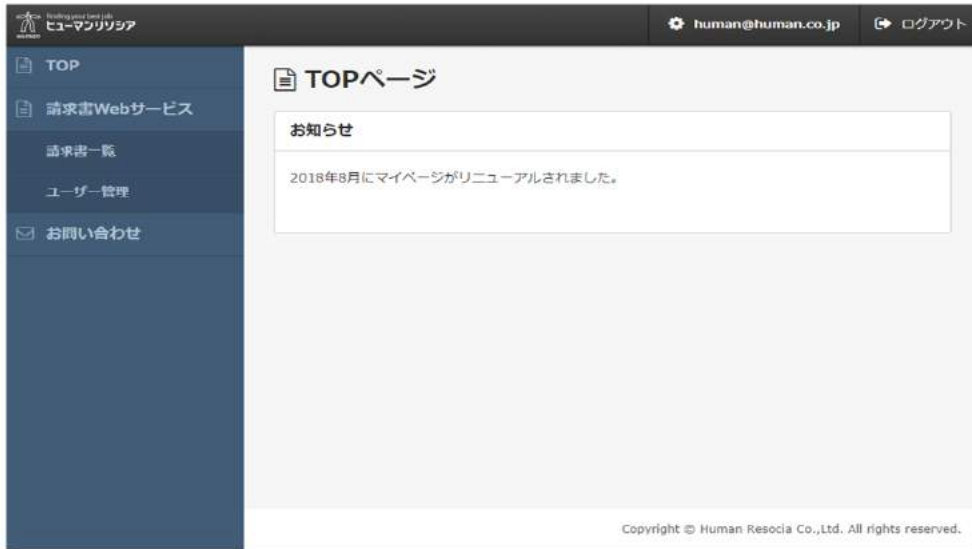 finding your best job
ヒューマンリソシア
human@human.co.jp
ログアウト
TOP
請求書Webサービス
請求書一覧
ユーザー管理
お問い合わせ
TOPページ
お知らせ
2018年8月にマイページがリニューアルされました。
Copyright © Human Resocia Co.,Ltd. All rights reserved.